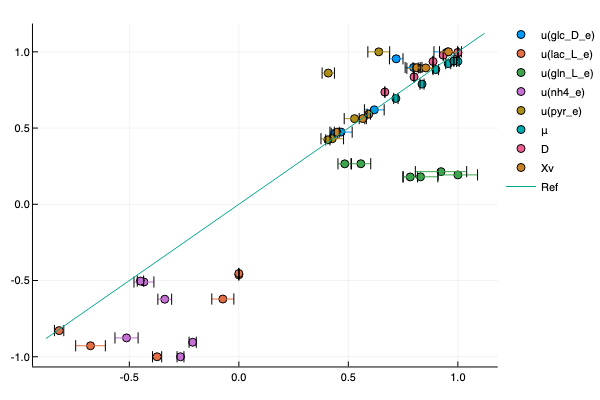 1.0
0.5
0.0
-0.5
-1.0
-0.5
0.0
0.5
1.0
u(glc_D_e)
u(lac_L_e)
u(gln_L_e)
u(nh4_e)
u(pyr_e)
μ
D
Xv
Ref